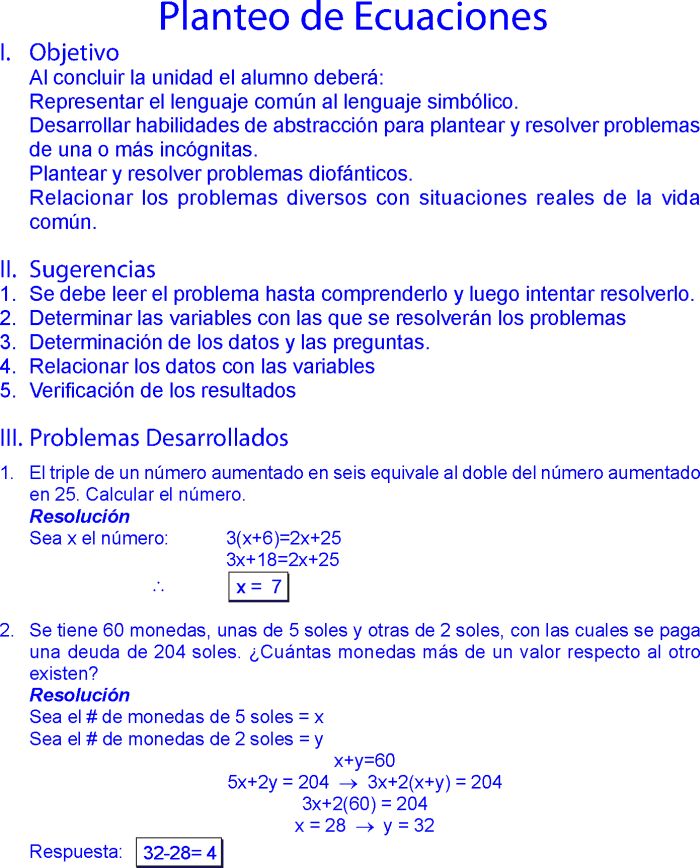 Planteo de Ecuaciones
I. Objetivo
Al concluir la unidad el alumno deberá:
Representar el lenguaje común al lenguaje simbólico.
Desarrollar habilidades de abstracción para plantear y resolver problemas
de una o más incógnitas.
Plantear y resolver problemas diofánticos.
Relacionar los problemas diversos con situaciones reales de la vida
común.
II. Sugerencias
1. Se debe leer el problema hasta comprenderlo y luego intentar resolverlo.
2. Determinar las variables con las que se resolverán los problemas
3. Determinación de los datos y las preguntas.
4. Relacionar los datos con las variables
5. Verificación de los resultados
III. Problemas Desarrollados
1. El triple de un número aumentado en seis equivale al doble del número aumentado
en 25. Calcular el número.
Resolución
Sea x el número: 3(x+6)=2x+25
3x+18=2x+25
∴ x = 7
2. Se tiene 60 monedas, unas de 5 soles y otras de 2 soles, con las cuales se paga
una deuda de 204 soles. ¿Cuántas monedas más de un valor respecto al otro
existen?
Resolución
Sea el # de monedas de 5 soles = x
Sea el # de monedas de 2 soles = y
x+y=60
5x+2y = 204 → 3x+2(x+y) = 204
3x+2(60) = 204
x = 28 → y = 32
Respuesta: 32-28= 4